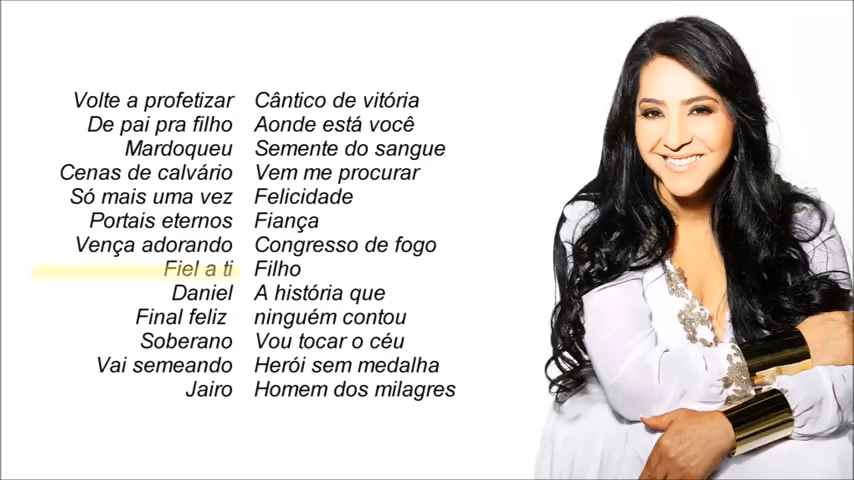 Volte a profetizar
De pai pra filho
Mardoqueu
Cenas de calvário
Só mais uma vez
Portais eternos
Vença adorando
Fiel a ti
Daniel
Final feliz
Soberano
Vai semeando
Jairo
Cântico de vitória
Aonde está você
Semente do sangue
Vem me procurar
Felicidade
Fiança
Congresso de fogo
Filho
A história que
ninguém contou
Vou tocar o céu
Herói sem medalha
Homem dos milagres